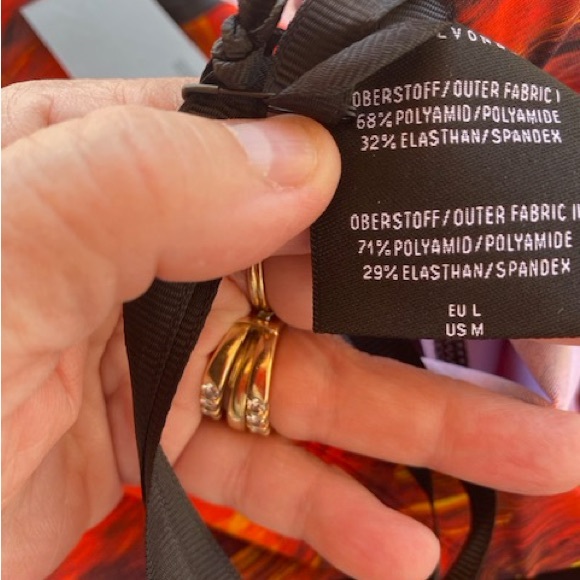 OBERSTOFF/OUTER FABRIC I
68% POLYAMID/POLYAMIDE
32% ELASTHAN/SPANDEX
OBERSTOFF/OUTER FABRIC II
71% POLYAMID/POLYAMIDE
29% ELASTHAN/SPANDEX
EU L
US M